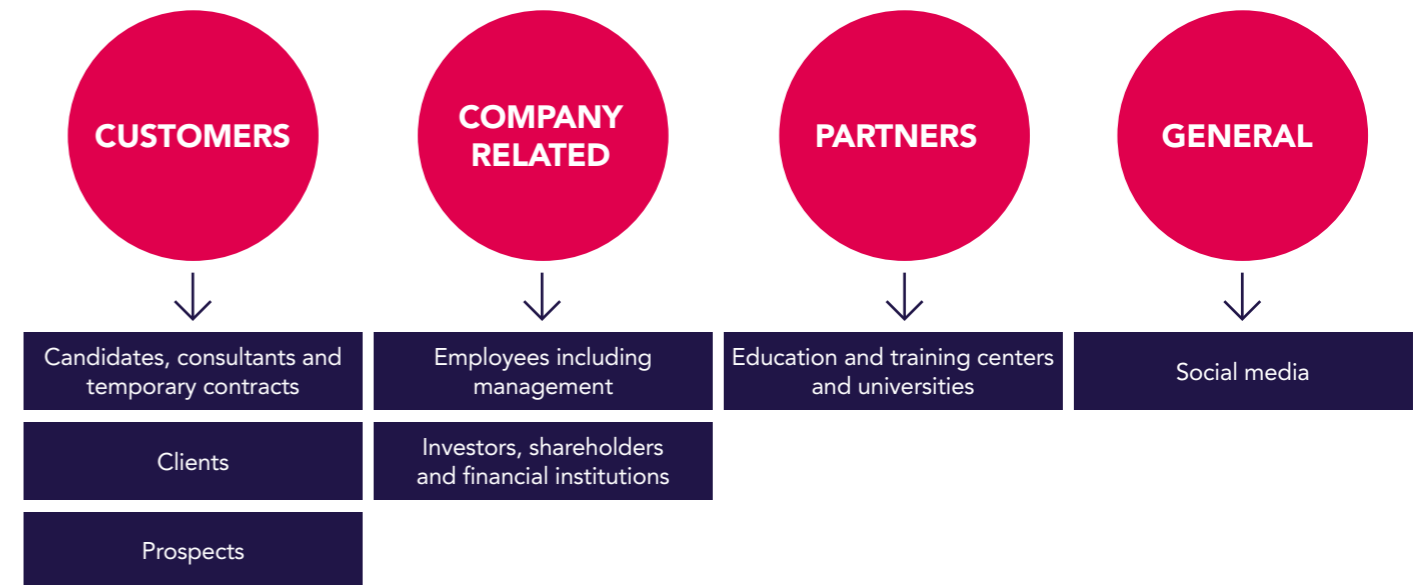 CUSTOMERS
COMPANY
RELATED
PARTNERS
GENERAL
Candidates, consultants and
temporary contracts
Employees including
management
Education and training centers
and universities
Social media
Clients
Investors, shareholders
and financial institutions
Prospects